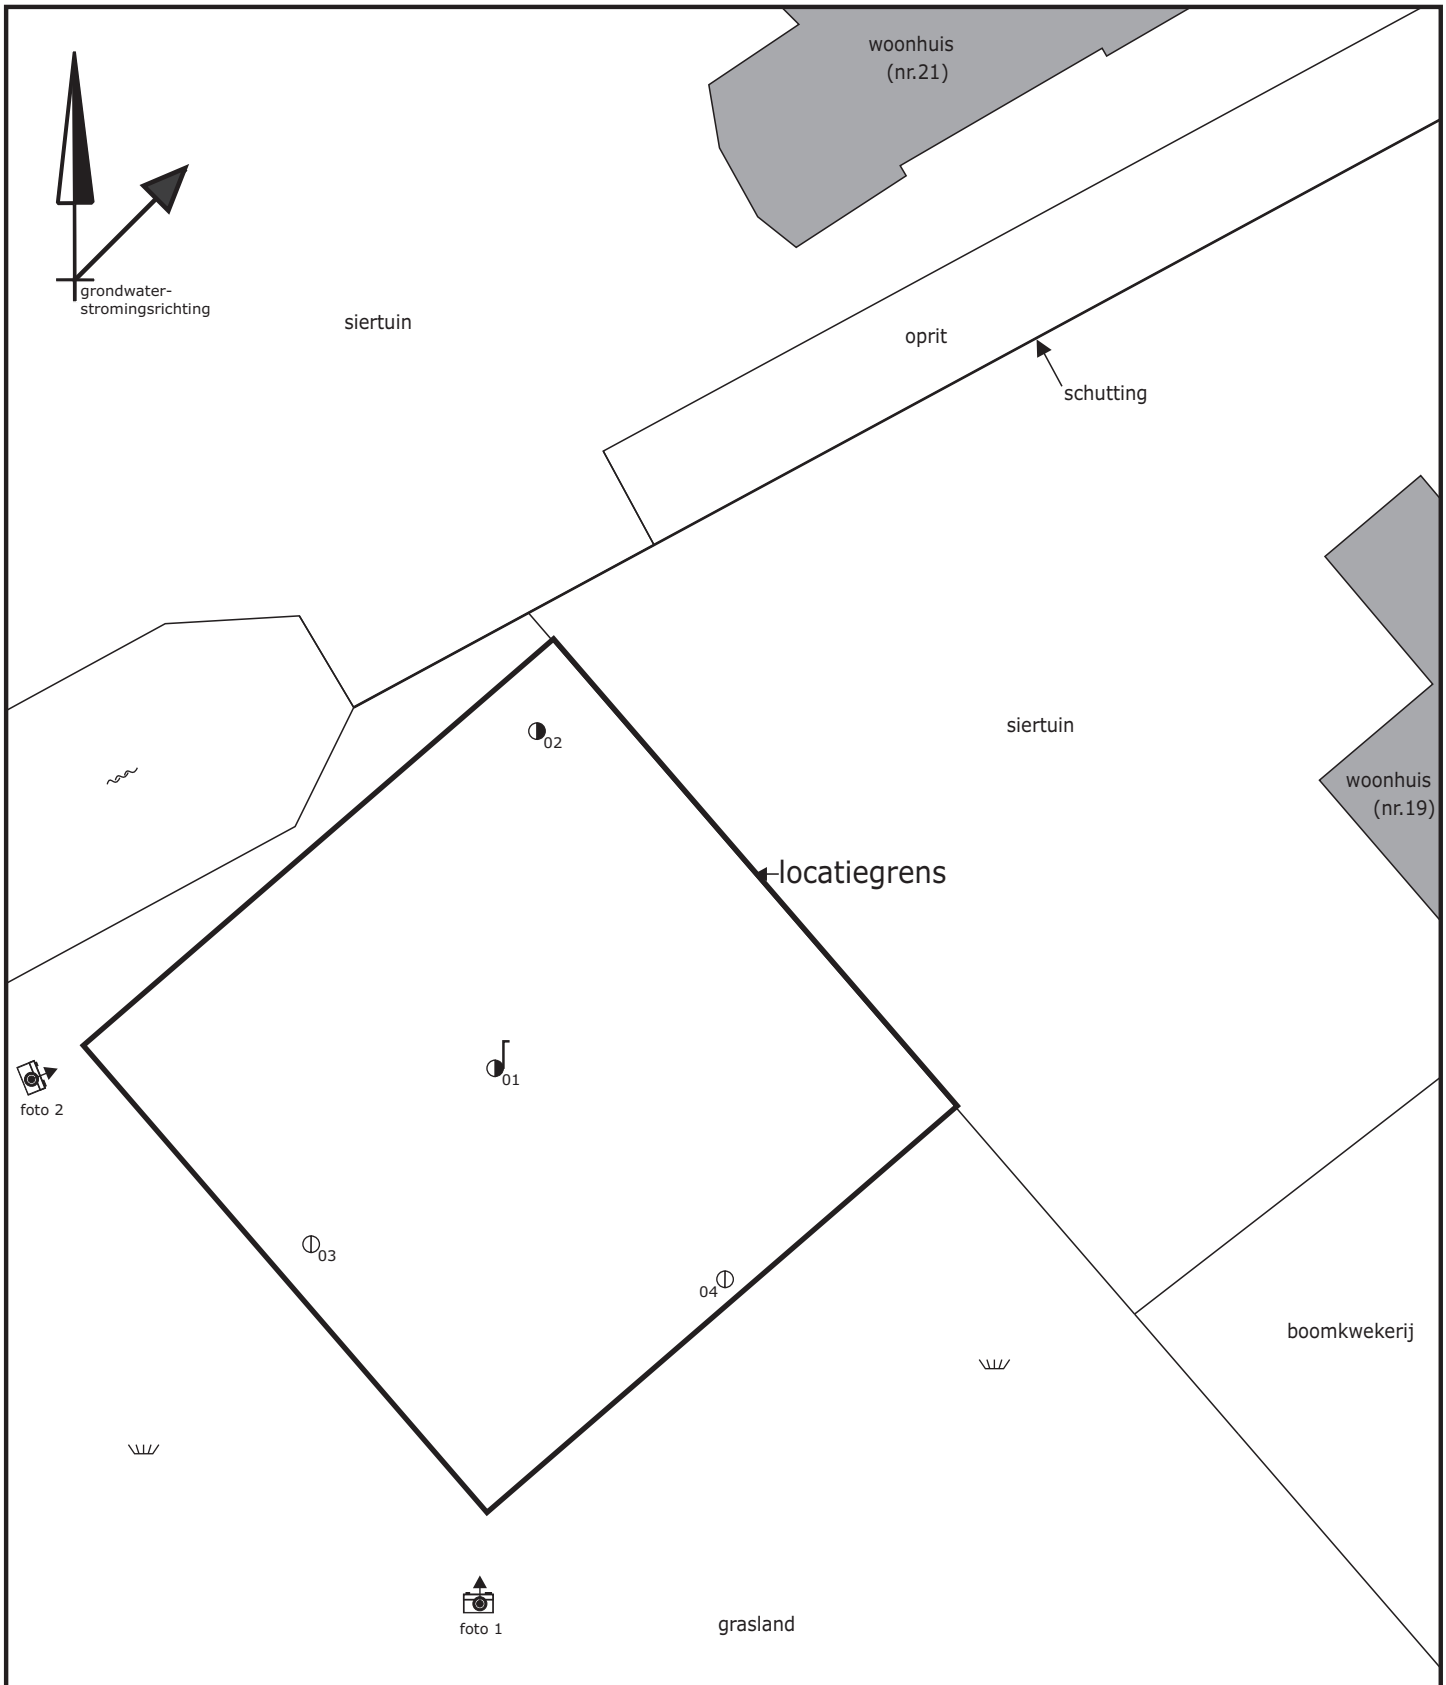 woonhuis
(nr.21)
grondwater-
stromingsrichting
siertuin
oprit
schutting
siertuin
02
woonhuis
(nr.19)
locatiegrens
01
foto 2
03
04
boomkwekerij
foto 1
grasland